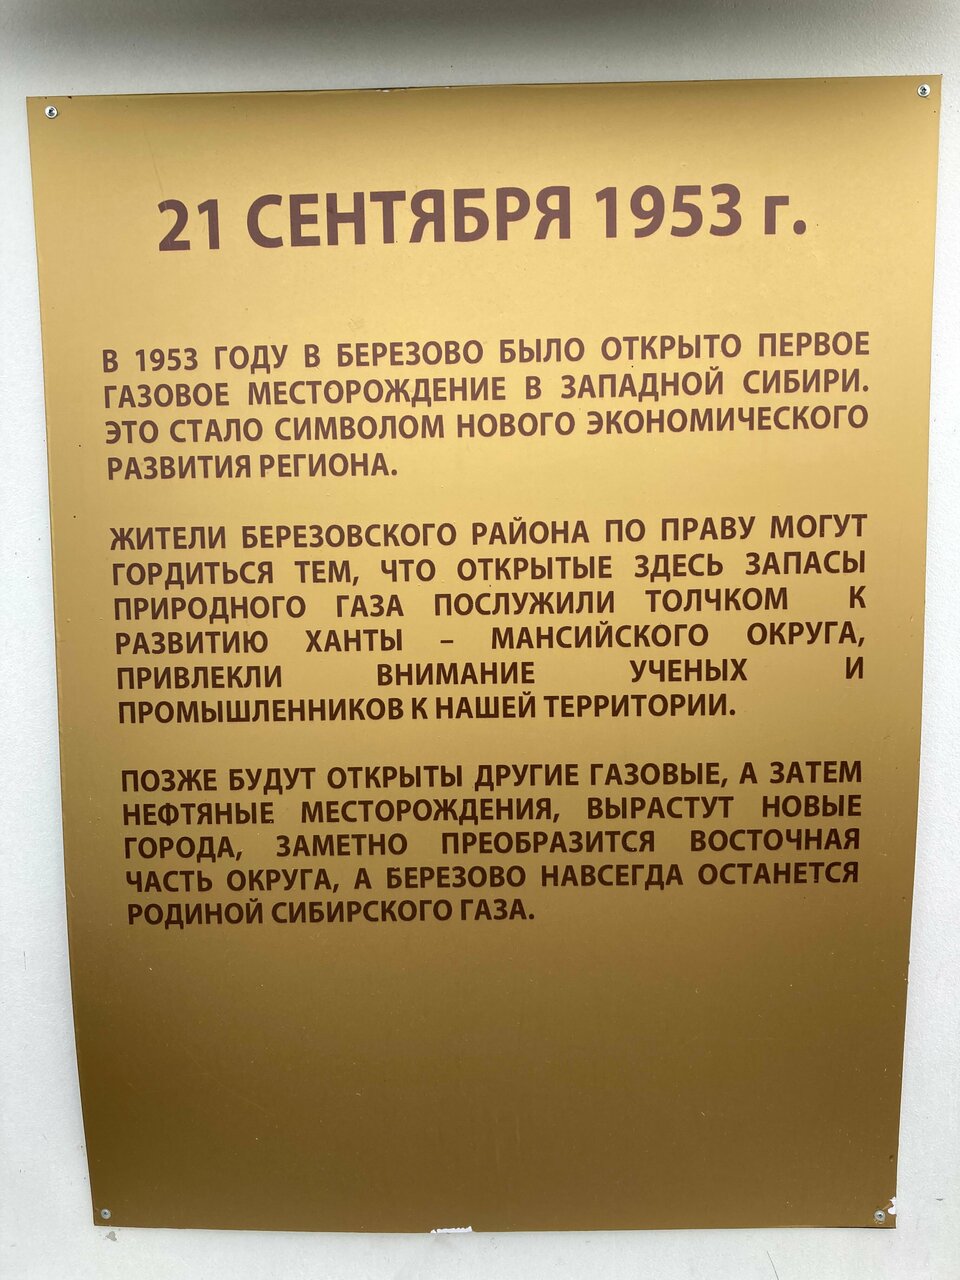 21 СЕНТЯБРЯ 1953 г.
В 1953 ГОДУ В БЕРЕЗОВО БЫЛО ОТКРЫТО ПЕРВОЕ
ГАЗОВОЕ МЕСТОРОЖДЕНИЕ В ЗАПАДНОЙ СИБИРИ.
ЭТО СТАЛО СИМВОЛОМ НОВОГО ЭКОНОМИЧЕСКОГО
РАЗВИТИЯ РЕГИОНА.
ЖИТЕЛИ БЕРЕЗОВСКОГО РАЙОНА ПО ПРАВУ МОГУТ
ГОРДИТЬСЯ ТЕМ, ЧТО ОТКРЫТЫЕ ЗДЕСЬ ЗАПАСЫ
ПРИРОДНОГО ГАЗА ПОСЛУЖИЛИ ТОЛЧКОМ К
РАЗВИТИЮ ХАНТЫ – МАНСИЙСКОГО ОКРУГА,
ПРИВЛЕКЛИ ВНИМАНИЕ УЧЕНЫХ И
ПРОМЫШЛЕННИКОВ К НАШЕЙ ТЕРРИТОРИИ.
ПОЗЖЕ БУДУТ ОТКРЫТЫ ДРУГИЕ ГАЗОВЫЕ, А ЗАТЕМ
НЕФТЯНЫЕ МЕСТОРОЖДЕНИЯ, ВЫРАСТУТ НОВЫЕ
ГОРОДА, ЗАМЕТНО ПРЕОБРАЗИТСЯ ВОСТОЧНАЯ
ЧАСТЬ ОКРУГА, А БЕРЕЗОВО НАВСЕГДА ОСТАНЕТСЯ
РОДИНОЙ СИБИРСКОГО ГАЗА.